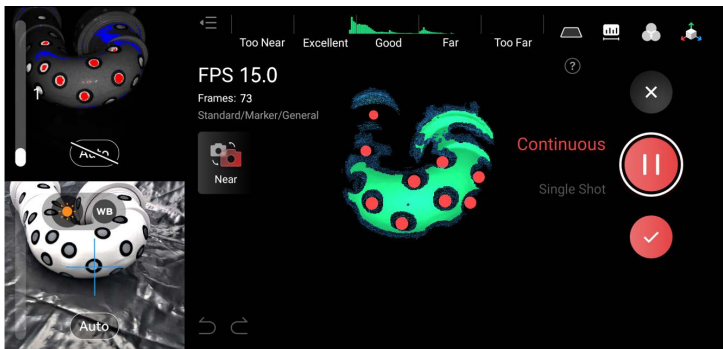 Too Near Excellent Good Far Too Far
FPS 15.0
Frames: 73
Standard/Marker/General
?
Near
Continuous
Single Shot
Auto
WB
Auto